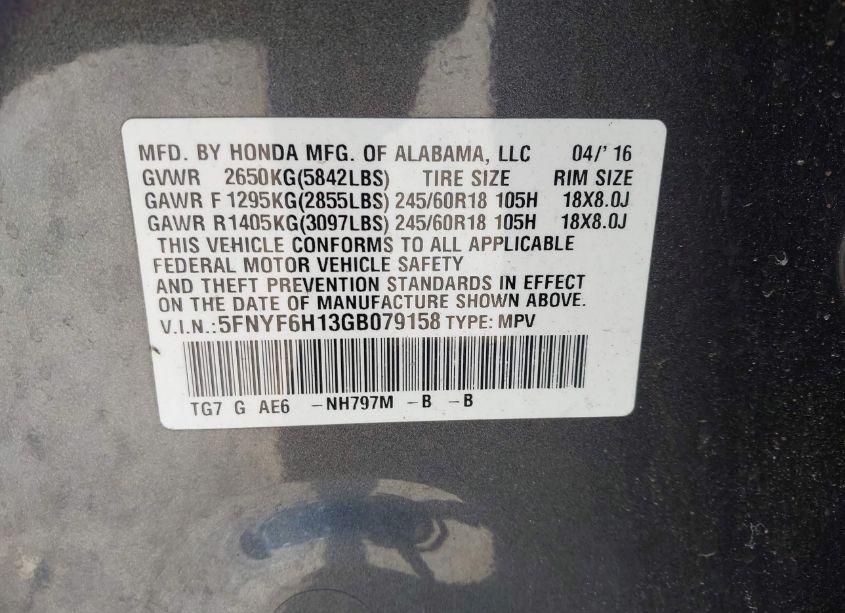 MFD. BY HONDA MFG. OF ALABAMA, LLC 04/' 16
GVWR 2650KG(5842LBS) TIRE SIZE RIM SIZE
GAWR F 1295KG(2855LBS) 245/60R18 105H 18X8.0J
GAWR R1405KG(3097LBS) 245/60R18 105H 18X8.0J
THIS VEHICLE CONFORMS TO ALL APPLICABLE
FEDERAL MOTOR VEHICLE SAFETY
AND THEFT PREVENTION STANDARDS IN EFFECT
ON THE DATE OF MANUFACTURE SHOWN ABOVE.
V.I.N.:5FNYF6H13GB079158 TYPE: MPV
TG7 G AE6 -NH797M -B -B